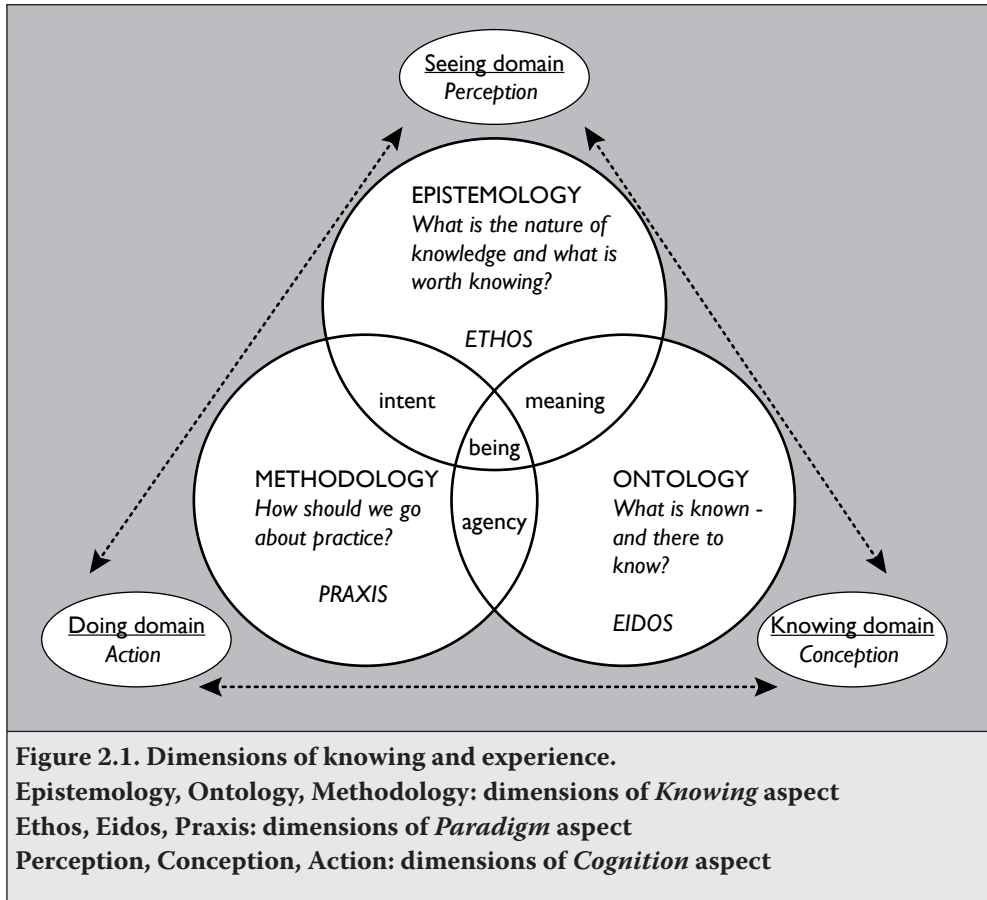 Seeing domain
Perception
EPISTEMOLOGY
What is the nature of
knowledge and what is
worth knowing?
ETHOS
intent
meaning
being
METHODOLOGY
How should we go
about practice?
PRAXIS
agency
ONTOLOGY
What is known -
and there to
know?
EIDOS
Doing domain
Action
Knowing domain
Conception
Figure 2.1. Dimensions of knowing and experience.
Epistemology, Ontology, Methodology: dimensions of Knowing aspect
Ethos, Eidos, Praxis: dimensions of Paradigm aspect
Perception, Conception, Action: dimensions of Cognition aspect